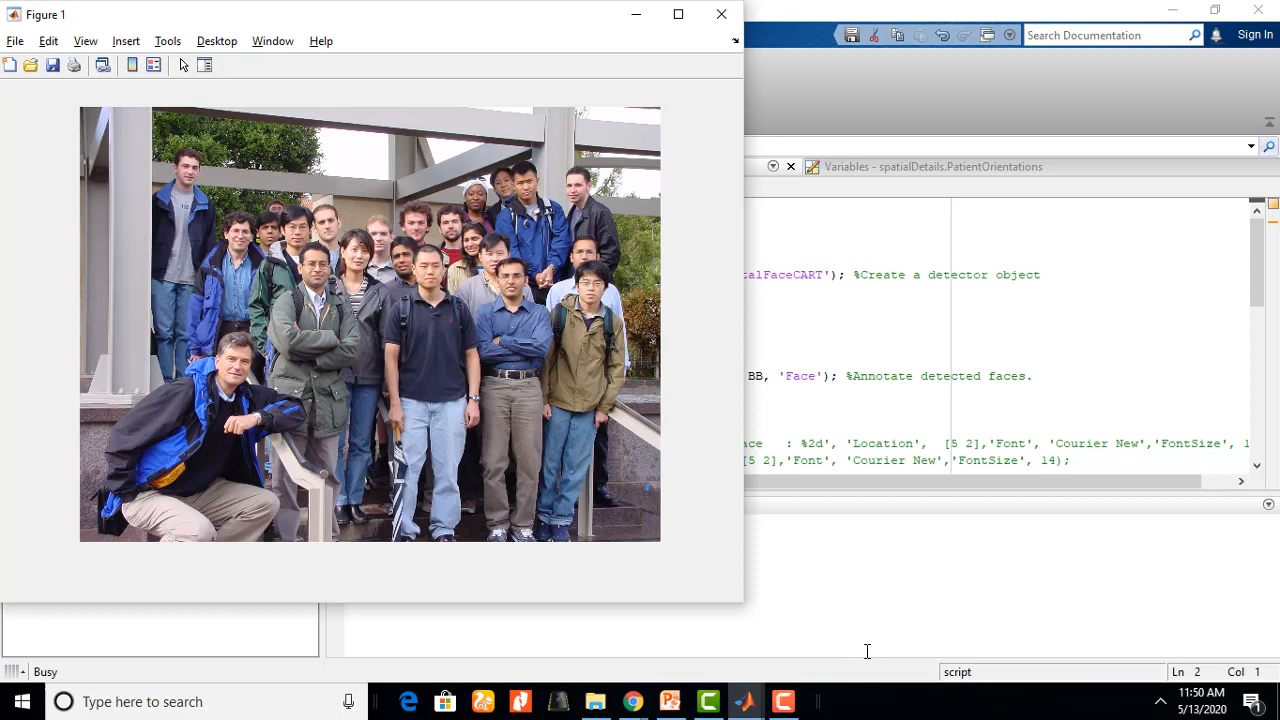 Figure 1
File Edit View Insert Tools Desktop Window Help
Search Documentation
Sign In
Variables - spatialDetails.PatientOrientations
talFaceCART'); %Create a detector object
BB, 'Face'); %Annotate detected faces.
ace : %2d', 'Location', [5 2],'Font', 'Courier New','FontSize', 1
[5 2],'Font', 'Courier New','FontSize', 14);
Busy
script
Ln 2 Col 1
Type here to search
11:50 AM
5/13/2020
1